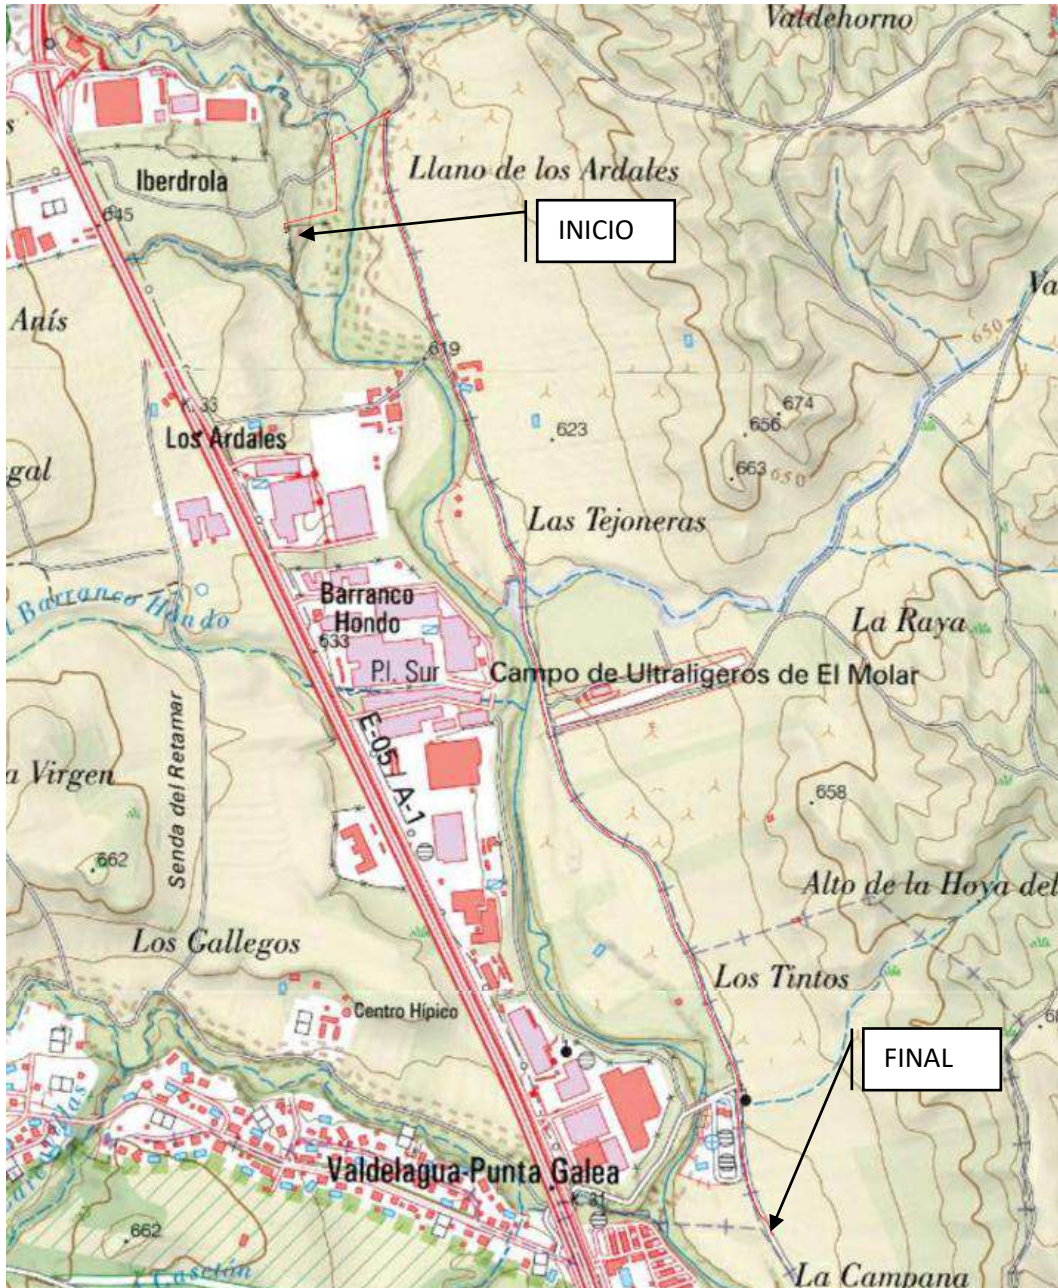 Valdehorno
Llano de los Ardales
Iberdrola
INICIO
645
Anís
Va
650
619
K. 33
674
656
623
Los Ardales
663
650
gal
Las Tejoneras
Barranco
Hondo
Barranco Hondo
La Raya
633
P.I. Sur
Campo de Ultraligeros de El Molar
E-05 / A-1
Senda del Retamar
a Virgen
658
662
Alto de la Hoya del
Los Gallegos
Los Tintos
Centro Hípico
68
FINAL
Valdelagua-Punta Galea
K. 31
662
La Campana